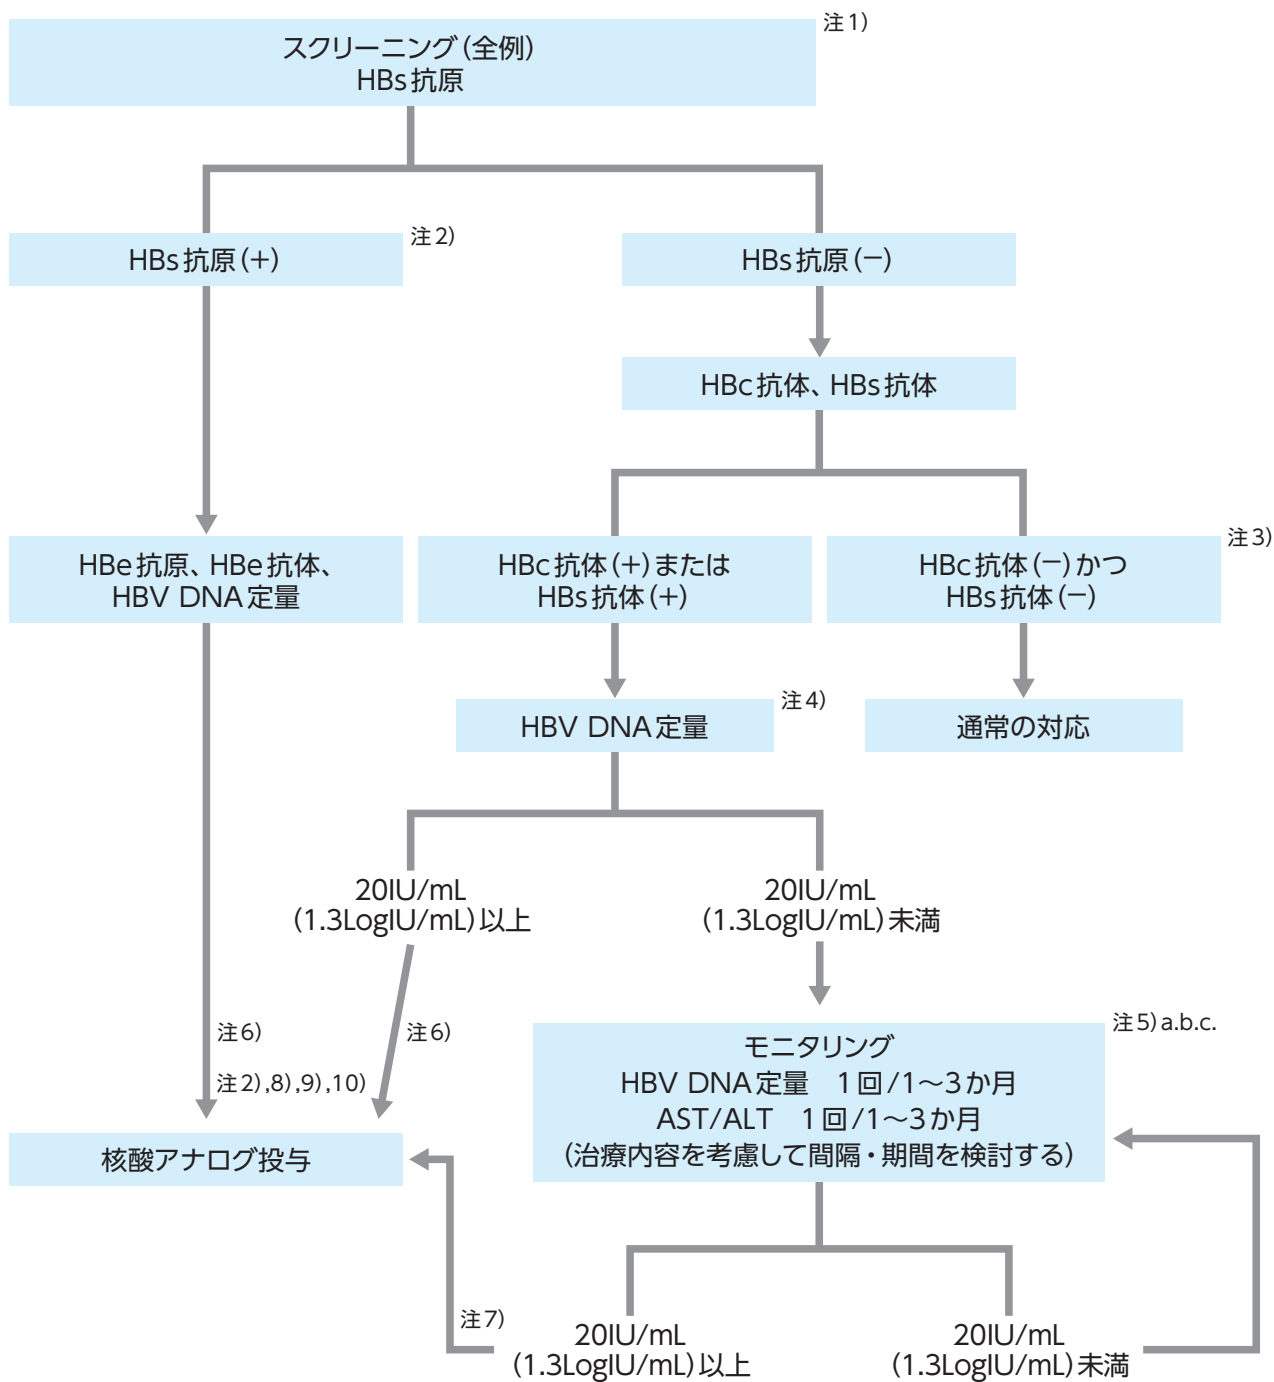 注1)
スクリーニング(全例)
HBs抗原
注2)
HBs抗原(+)
HBs抗原(−)
HBc抗体、HBs抗体
注3)
HBe抗原、HBe抗体、
HBV DNA定量
HBc抗体(+)または
HBs抗体(+)
HBc抗体(−)かつ
HBs抗体(−)
注4)
HBV DNA定量
通常の対応
20IU/mL
(1.3LogIU/mL)以上
20IU/mL
(1.3LogIU/mL)未満
注6)
注6)
注5)a.b.c.
注2),8),9),10)
モニタリング
HBV DNA定量　1回/1〜3か月
AST/ALT　1回/1〜3か月
(治療内容を考慮して間隔・期間を検討する)
核酸アナログ投与
注7)
20IU/mL
(1.3LogIU/mL)以上
20IU/mL
(1.3LogIU/mL)未満